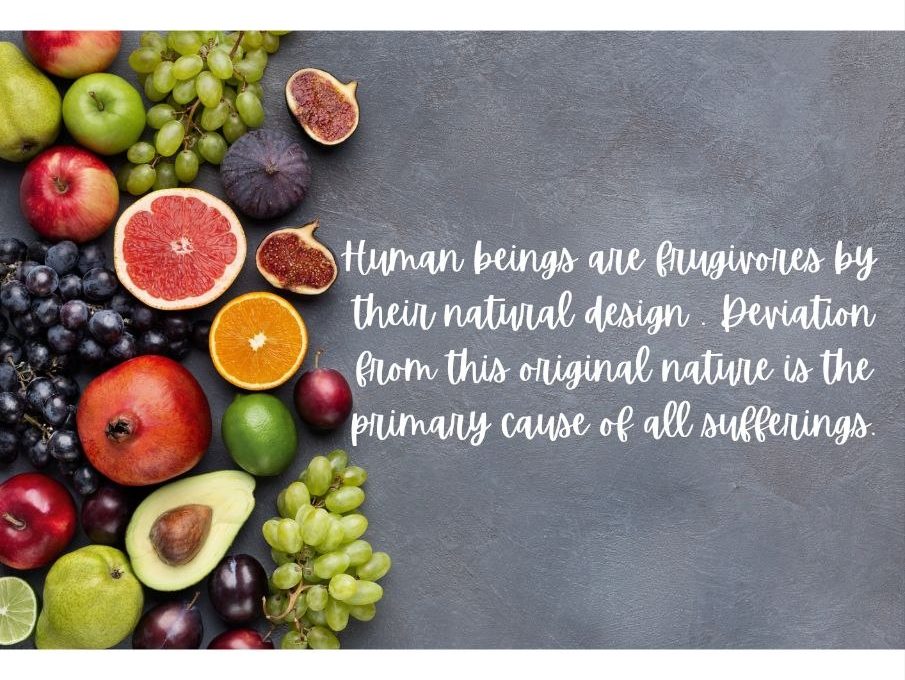 Human beings are frugivores by
their natural design . Deviation
from this original nature is the
primary cause of all sufferings.